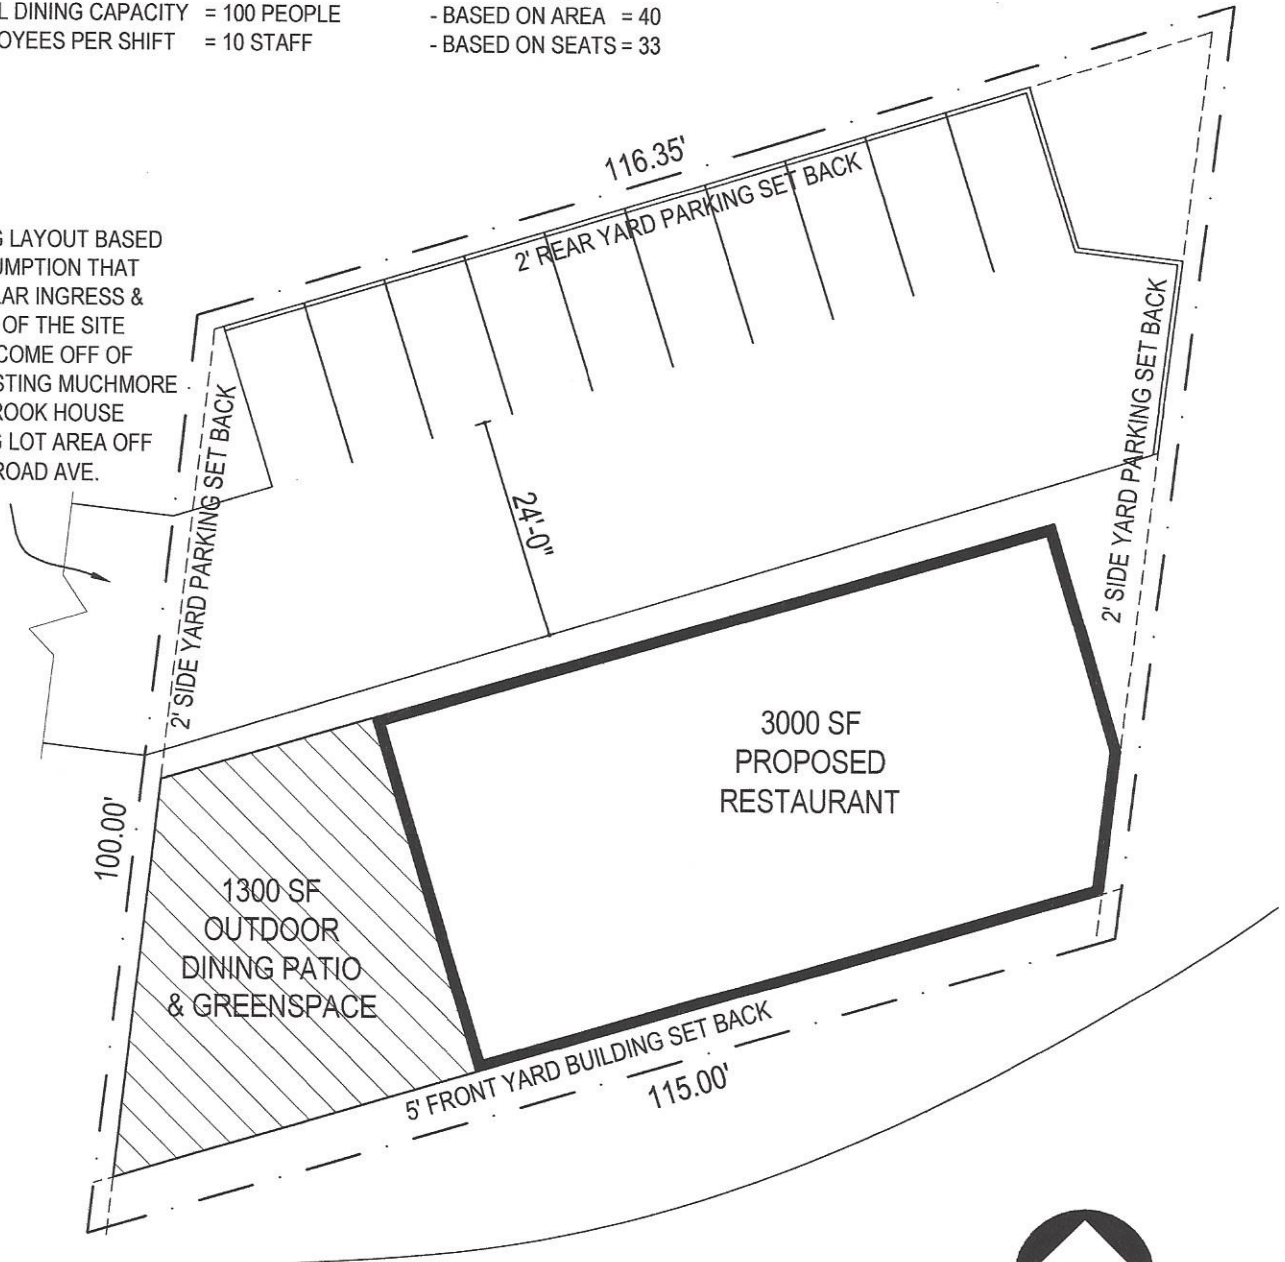 L DINING CAPACITY = 100 PEOPLE - BASED ON AREA = 40
OYEES PER SHIFT = 10 STAFF - BASED ON SEATS = 33
116.35'
2' REAR YARD PARKING SET BACK
G LAYOUT BASED
UMPTION THAT
LAR INGRESS &
OF THE SITE
COME OFF OF
STING MUCHMORE
ROOK HOUSE
G LOT AREA OFF
ROAD AVE.
2' SIDE YARD PARKING SET BACK
24'-0"
2' SIDE YARD PARKING SET BACK
3000 SF
PROPOSED
RESTAURANT
100.00'
1300 SF
OUTDOOR
DINING PATIO
& GREENSPACE
5' FRONT YARD BUILDING SET BACK
115.00'